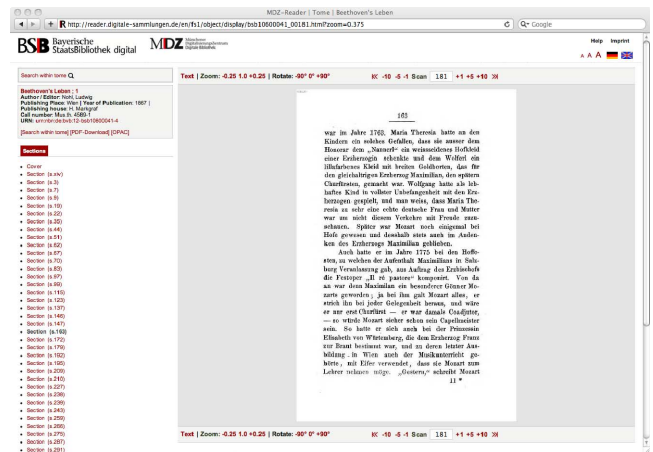 MDZ-Reader | Tome | Beethoven's Leben
http://reader.digitale-sammlungen.de/en/fs1/object/display/bsb10600041_00181.html?zoom=0.375
Google
BSB Bayerische
StaatsBibliothek digital
MDZ Münchener
Digitalisierungszentrum
Digitale Bibliothek
Help Imprint
A A A
Search within tome
Beethoven's Leben ; 1
Author / Editor: Nohl, Ludwig
Publishing Place: Wien | Year of Publication: 1867 |
Publishing house: H. Markgraf
Call number: Mus.th. 4589-1
URN: urn:nbn:de:bvb:12-bsb10600041-4
[Search within tome] [PDF-Download] [OPAC]
Sections
Cover
Section (s.xiv)
Section (s.3)
Section (s.7)
Section (s.9)
Section (s.19)
Section (s.22)
Section (s.35)
Section (s.44)
Section (s.51)
Section (s.62)
Section (s.67)
Section (s.70)
Section (s.83)
Section (s.97)
Section (s.99)
Section (s.115)
Section (s.123)
Section (s.137)
Section (s.146)
Section (s.147)
Section (s.163)
Section (s.172)
Section (s.179)
Section (s.192)
Section (s.195)
Section (s.209)
Section (s.210)
Section (s.227)
Section (s.238)
Section (s.239)
Section (s.243)
Section (s.259)
Section (s.266)
Section (s.275)
Section (s.287)
Section (s.291)
Text | Zoom: -0.25 1.0 +0.25 | Rotate: -90° 0° +90°
-10 -5 -1 Scan 181 +1 +5 +10
163
war im Jahre 1763. Maria Theresia hatte an den
Kindern ein solches Gefallen, dass sie ausser dem
Honorar dem „Nannerl“ ein weissseidenes Hofkleid
einer Erzherzogin schenkte und dem Wolferl ein
lillafarbenes Kleid mit breiten Goldborten, das für
den gleichaltrigen Erzherzog Maximilian, den spätern
Churfürsten, gemacht war. Wolfgang hatte als leb-
haftes Kind in vollster Unbefangenheit mit den Erz-
herzogen gespielt, und man weiss, dass Maria The-
resia zu sehr eine echte deutsche Frau und Mutter
war um nicht diesem Verkehre mit Freude zuzu-
schauen. Später war Mozart noch einigemal bei
Hofe gewesen und desshalb stets auch im Anden-
ken des Erzherzogs Maximilian geblieben.
Auch hatte er im Jahre 1775 bei den Hoffe-
sten, zu welchen der Aufenthalt Maximilians in Salz-
burg Veranlassung gab, aus Auftrag des Erzbischofs
die Festoper „Il rè pastore“ komponirt. Von da
an war denn Maximilan ein besonderer Gönner Mo-
zarts geworden; ja bei ihm galt Mozart alles, er
strich ihn bei jeder Gelegenheit heraus, und wäre
er nur erst Churfürst — er war damals Coadjutor,
— so würde Mozart sicher schon sein Capellmeister
sein. So hatte er sich auch bei der Prinzessin
Elisabeth von Würtemberg, die dem Erzherzog Franz
zur Braut bestimmt war, und zu deren letzter Aus-
bildung in Wien auch der Musikunterricht ge-
hörte, mit Eifer verwendet, dass sie Mozart zum
Lehrer nehmen möge. „Gestern,“ schreibt Mozart
11 *
Text | Zoom: -0.25 1.0 +0.25 | Rotate: -90° 0° +90°
-10 -5 -1 Scan 181 +1 +5 +10